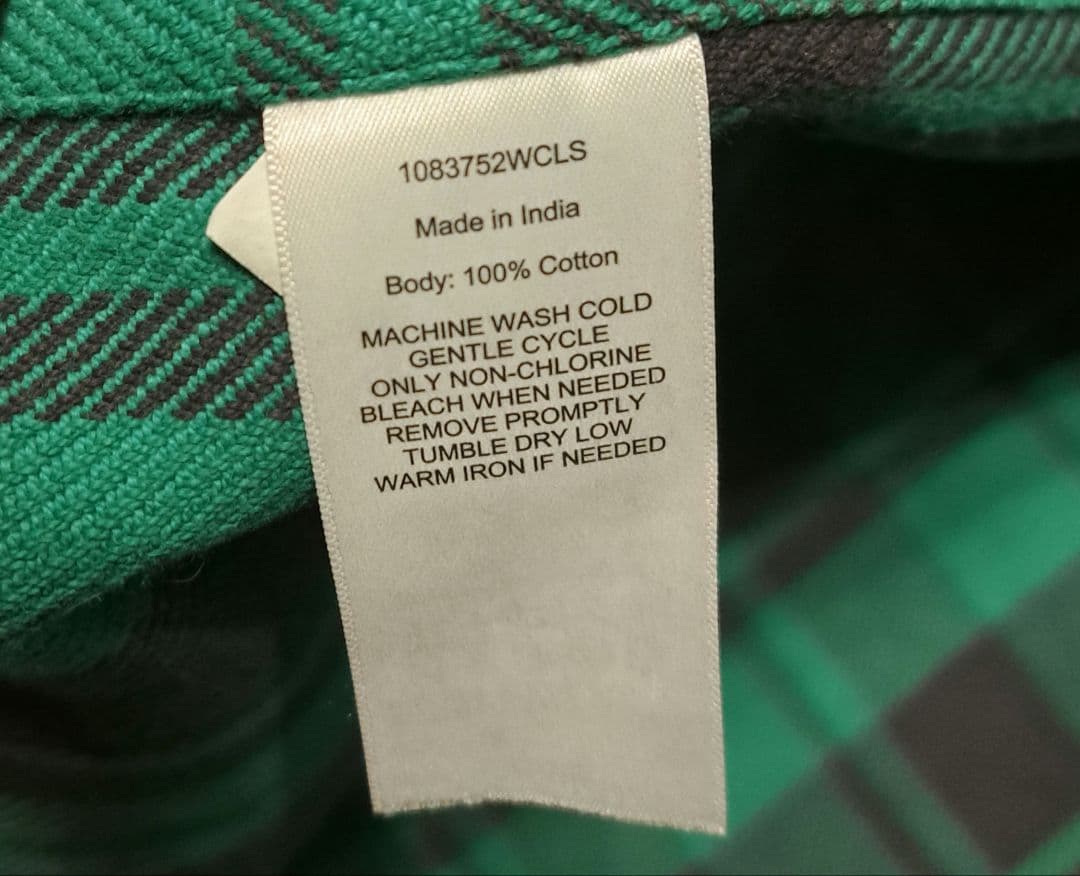 1083752WCLS
Made in India
Body: 100% Cotton
MACHINE WASH COLD
GENTLE CYCLE
ONLY NON-CHLORINE
BLEACH WHEN NEEDED
REMOVE PROMPTLY
TUMBLE DRY LOW
WARM IRON IF NEEDED